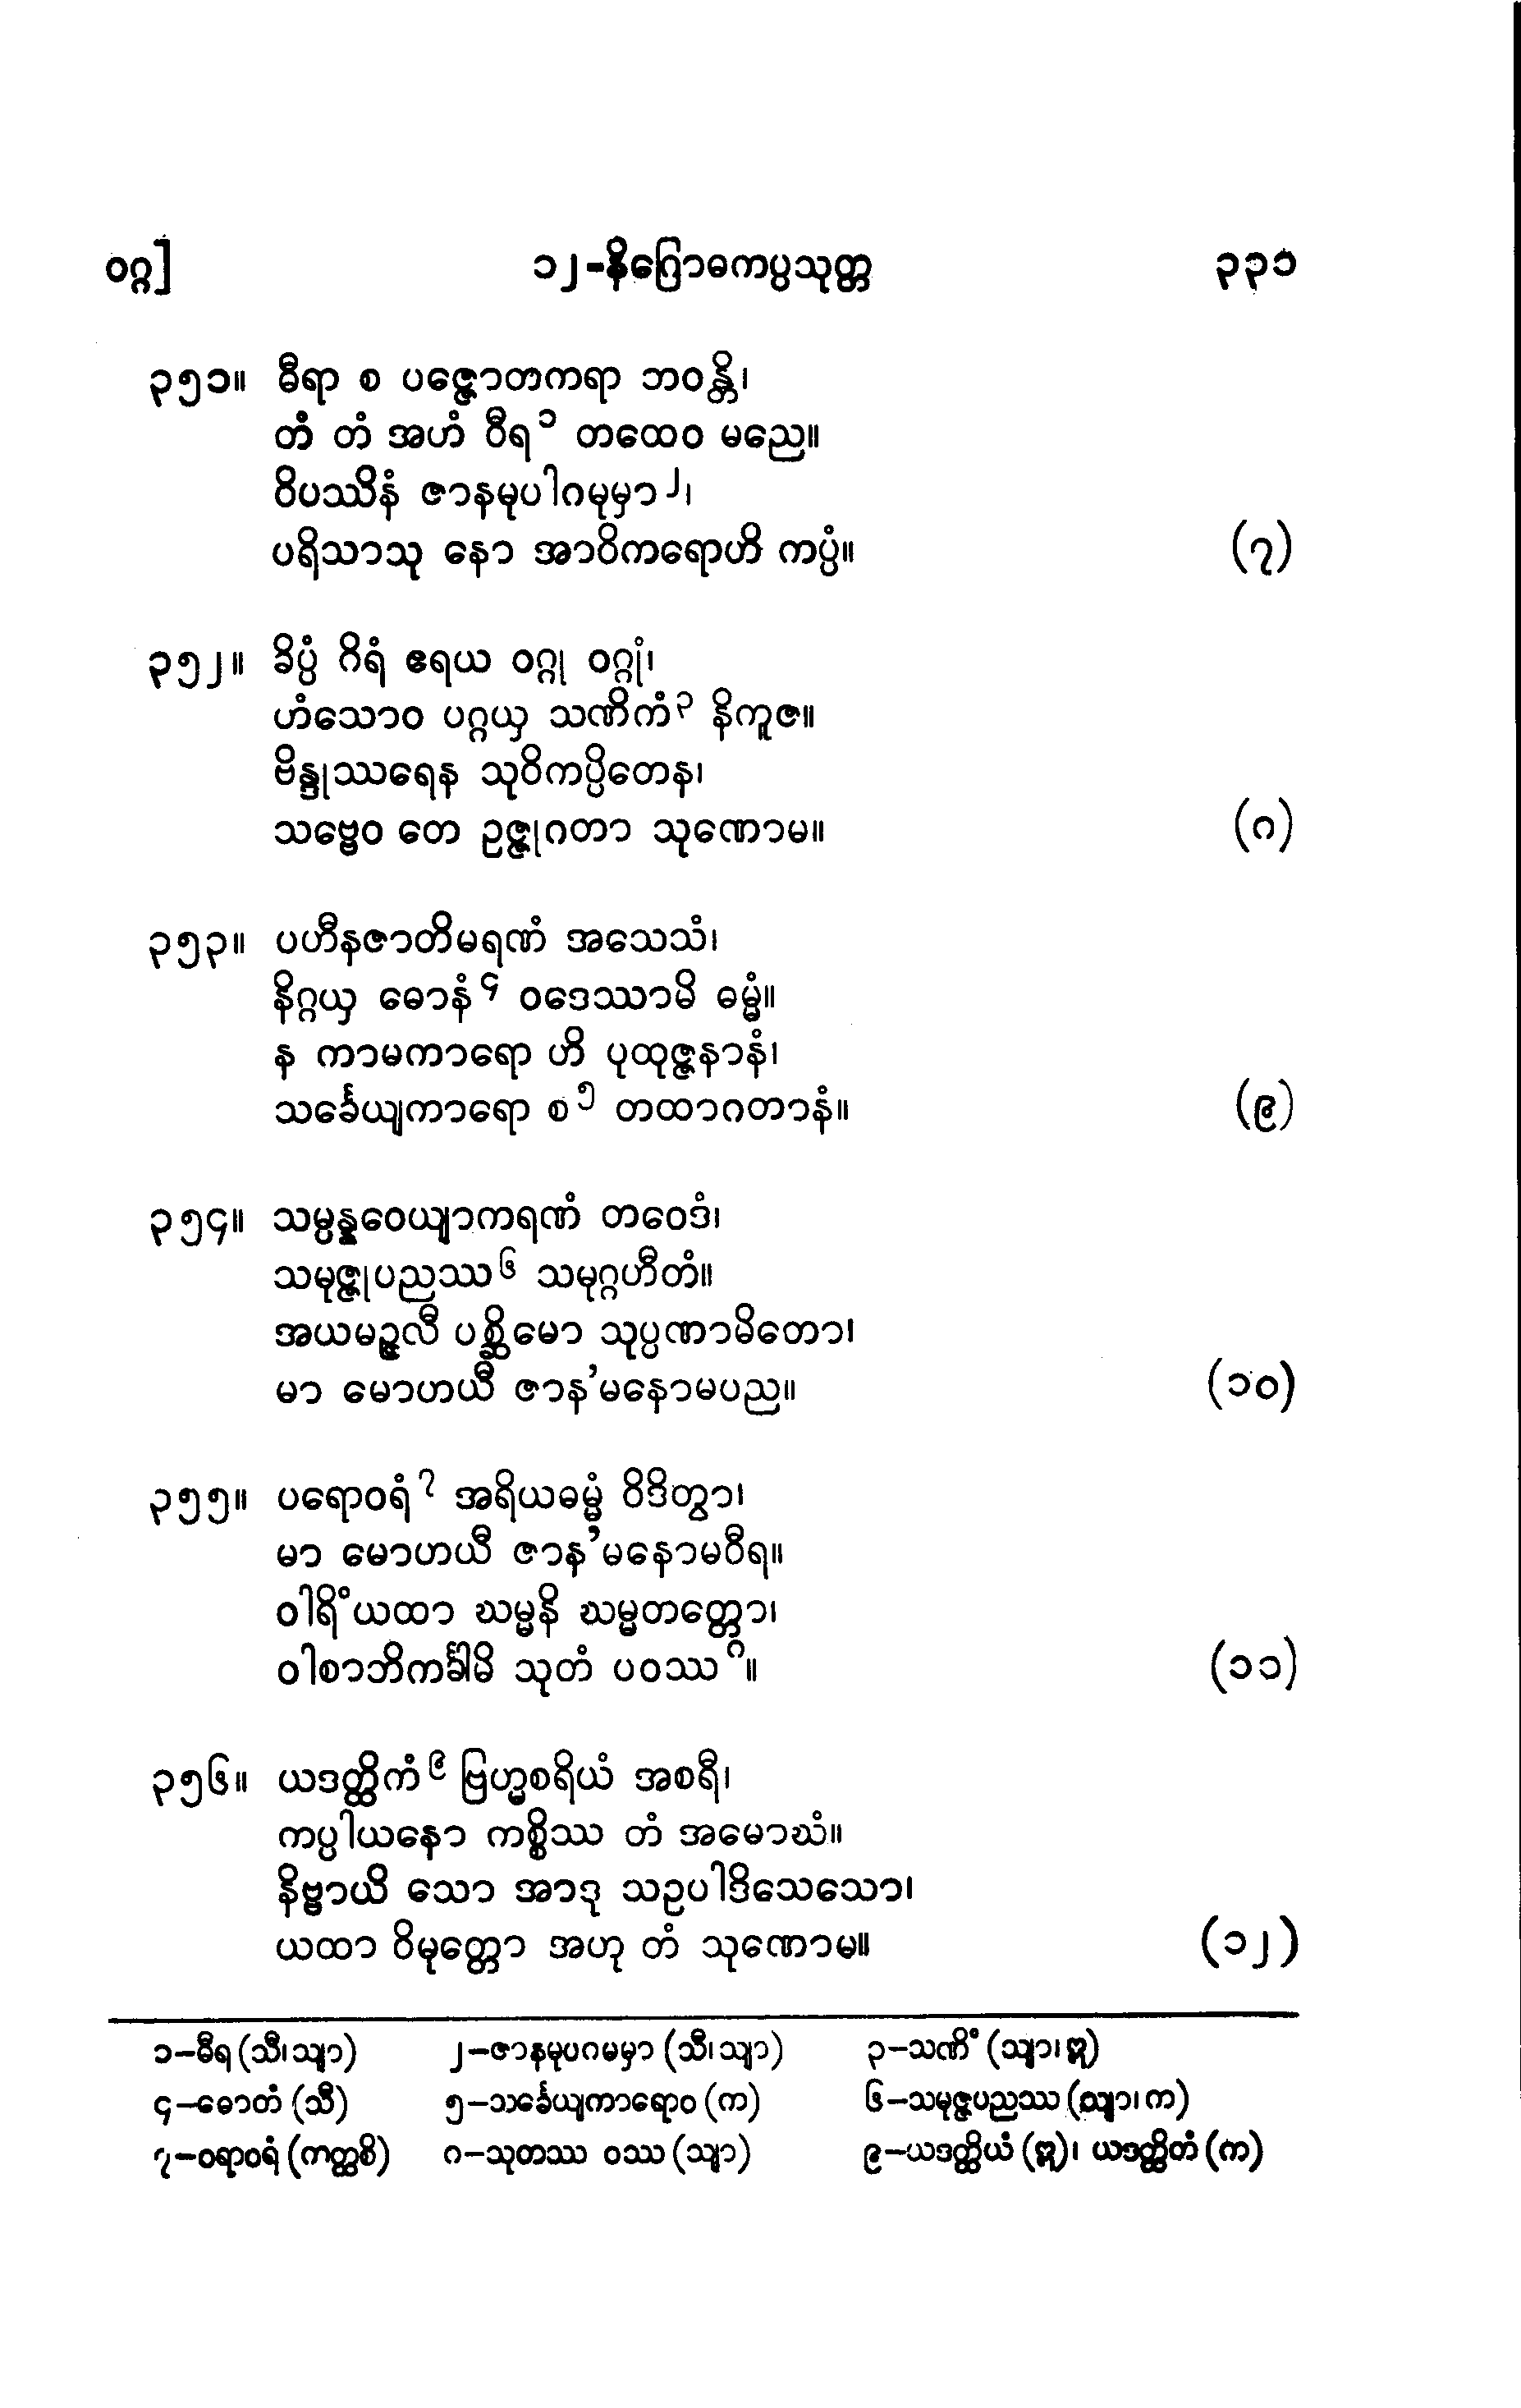 ဝဂ္ဂ] ၁၂-နိဂြောဓကပ္ပသုတ္တ ၃၃၁
၃၅၁။ ဓီရာ စ ပဇ္ဇောတကရာ ဘဝန္တိ၊
တံ တံ အဟံ ဝီရ၁ တထေဝ မညေ။
ဝိပဿိနံ ဇာနမုပါဂမုမှာ၂၊
ပရိသာသု နော အာဝိကရောဟိ ကပ္ပံ။ (၇)
၃၅၂။ ခိပ္ပံ ဂိရံ ဧရယ ဝဂ္ဂု ဝဂ္ဂုံ၊
ဟံသောဝ ပဂ္ဂယှ သဏိကံ၃ နိကူဇ။
ဗိန္ဒုဿရေန သုဝိကပ္ပိတေန၊
သဗ္ဗေဝ တေ ဥဇ္ဇုဂတာ သုဏောမ။ (၈)
၃၅၃။ ပဟီနဇာတိမရဏံ အသေသံ၊
နိဂ္ဂယှ ဓောနံ၄ ဝဒေဿာမိ ဓမ္မံ။
န ကာမကာရော ဟိ ပုထုဇ္ဇနာနံ၊
သင်္ခေယျကာရော စ၅ တထာဂတာနံ။ (၉)
၃၅၄။ သမ္ပန္နဝေယျာကရဏံ တဝေဒံ၊
သမုဇ္ဇုပညဿ၆ သမုဂ္ဂဟီတံ။
အယမဉ္ဇလီ ပစ္ဆိမော သုပ္ပဏာမိတော၊
မာ မောဟယီ ဇာန’မနောမပည။ (၁၀)
၃၅၅။ ပရောဝရံ၇ အရိယဓမ္မံ ဝိဒိတွာ၊
မာ မောဟယီ ဇာန’မနောမဝီရ။
ဝါရိံ ယထာ ဃမ္မနိ ဃမ္မတတ္တော၊
ဝါစာဘိကင်္ခါမိ သုတံ ပဝဿ၈။ (၁၁)
၃၅၆။ ယဒတ္ထိကံ၉ ဗြဟ္မစရိယံ အစရီ၊
ကပ္ပါယနော ကစ္စိဿ တံ အမောဃံ။
နိဗ္ဗာယိ သော အာဒု သဥပါဒိသေသော၊
ယထာ ဝိမုတ္တော အဟု တံ သုဏောမ။ (၁၂)
၁-ဓီရ (သီ၊ သျာ) ၂-ဇာနမုပဂမမှာ (သီ၊ သျာ) ၃-သဏိံ (သျာ၊ ဣ)
၄-ဓောတံ (သီ) ၅-သင်္ခေယျကာရောဝ (က) ၆-သမုဇ္ဇပညဿ (သျာ၊ က)
၇-ဝရာဝရံ (ကတ္ထစိ) ၈-သုတဿ ဝဿ (သျာ) ၉-ယဒတ္ထိယံ (ဣ)၊ ယဒတ္ထိတံ (က)